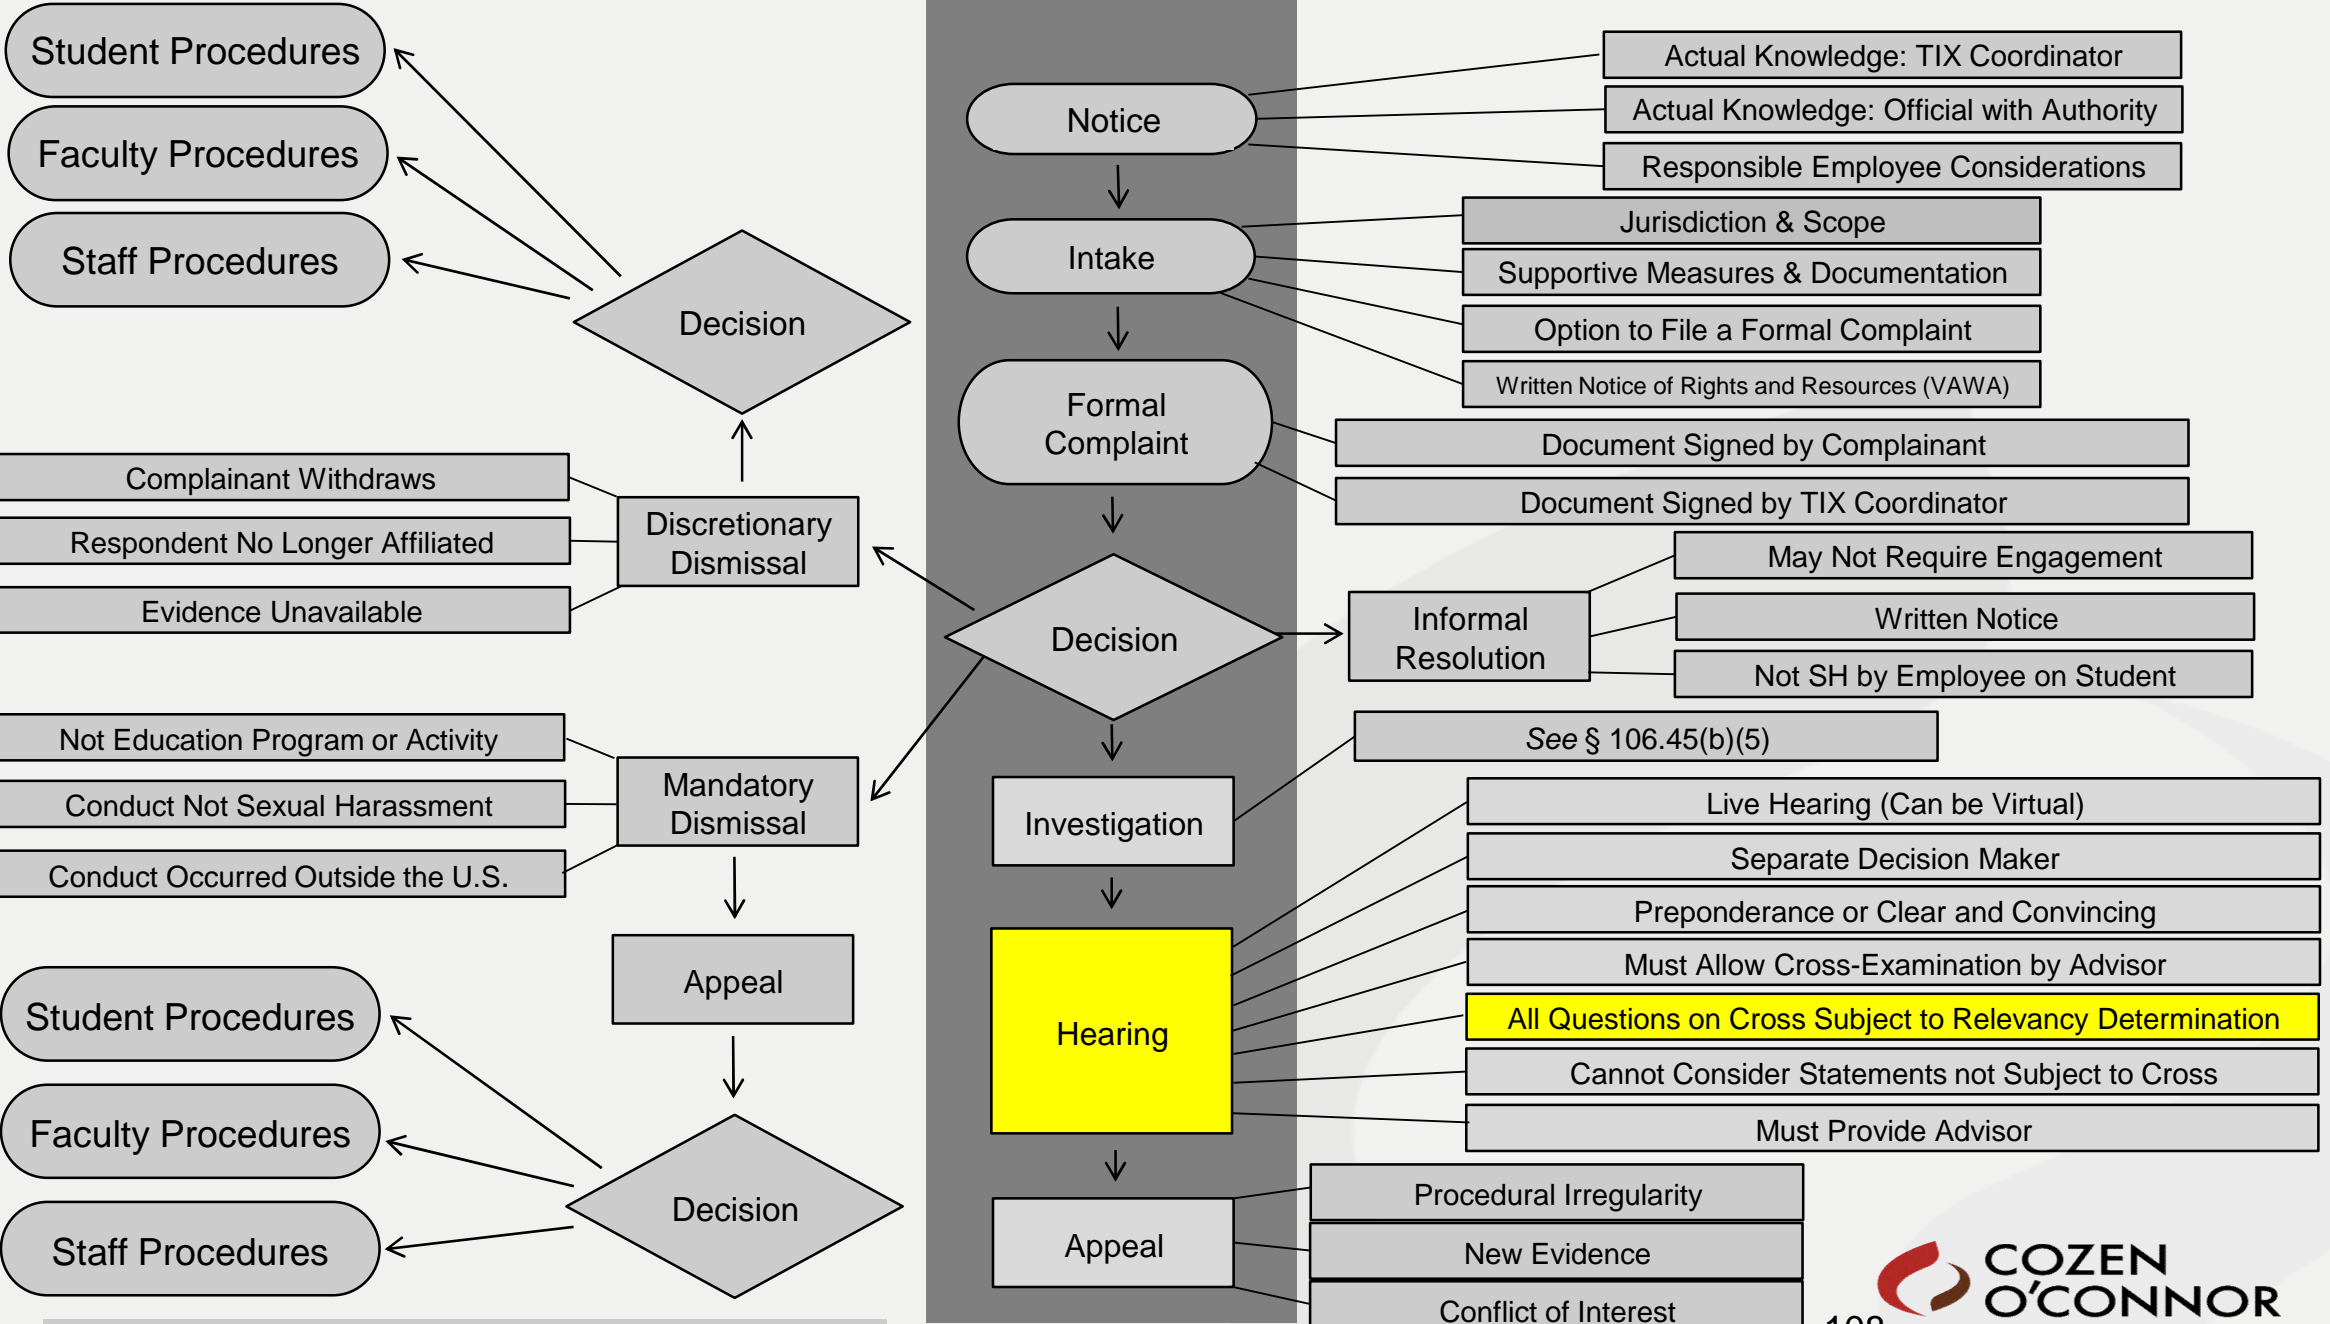 Student Procedures
Faculty Procedures
Staff Procedures
Decision
Complainant Withdraws
Respondent No Longer Affiliated
Evidence Unavailable
Discretionary
Dismissal
Not Education Program or Activity
Conduct Not Sexual Harassment
Conduct Occurred Outside the U.S.
Mandatory
Dismissal
Appeal
Student Procedures
Faculty Procedures
Staff Procedures
Decision
Notice
Actual Knowledge: TIX Coordinator
Actual Knowledge: Official with Authority
Responsible Employee Considerations
Intake
Jurisdiction & Scope
Supportive Measures & Documentation
Option to File a Formal Complaint
Written Notice of Rights and Resources (VAWA)
Formal
Complaint
Document Signed by Complainant
Document Signed by TIX Coordinator
Decision
Informal
Resolution
May Not Require Engagement
Written Notice
Not SH by Employee on Student
Investigation
See § 106.45(b)(5)
Hearing
Live Hearing (Can be Virtual)
Separate Decision Maker
Preponderance or Clear and Convincing
Must Allow Cross-Examination by Advisor
All Questions on Cross Subject to Relevancy Determination
Cannot Consider Statements not Subject to Cross
Must Provide Advisor
Appeal
Procedural Irregularity
New Evidence
Conflict of Interest
COZEN
O'CONNOR